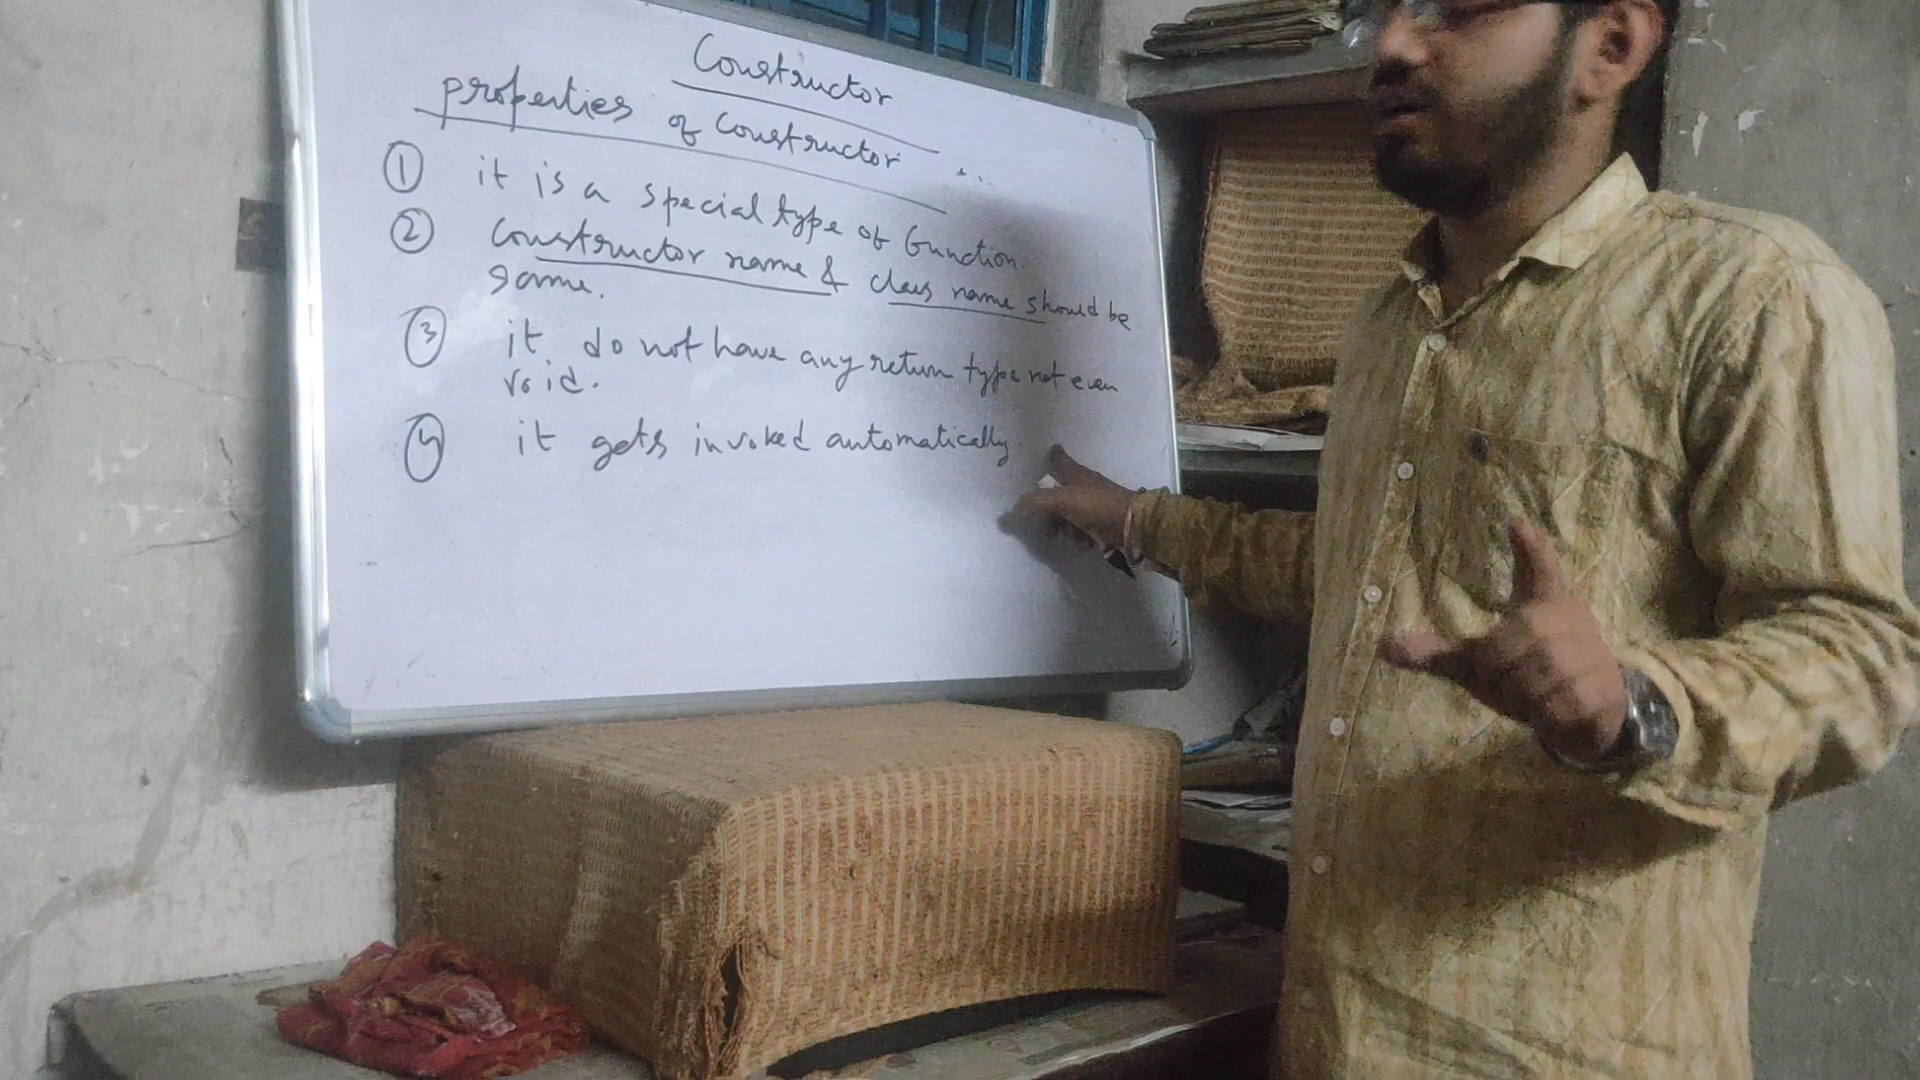 Constructor
properties of constructor
① it is a special type of function.
② constructor name & class name should be
same.
③ it do not have any return type not even
void.
④ it gets invoked automatically